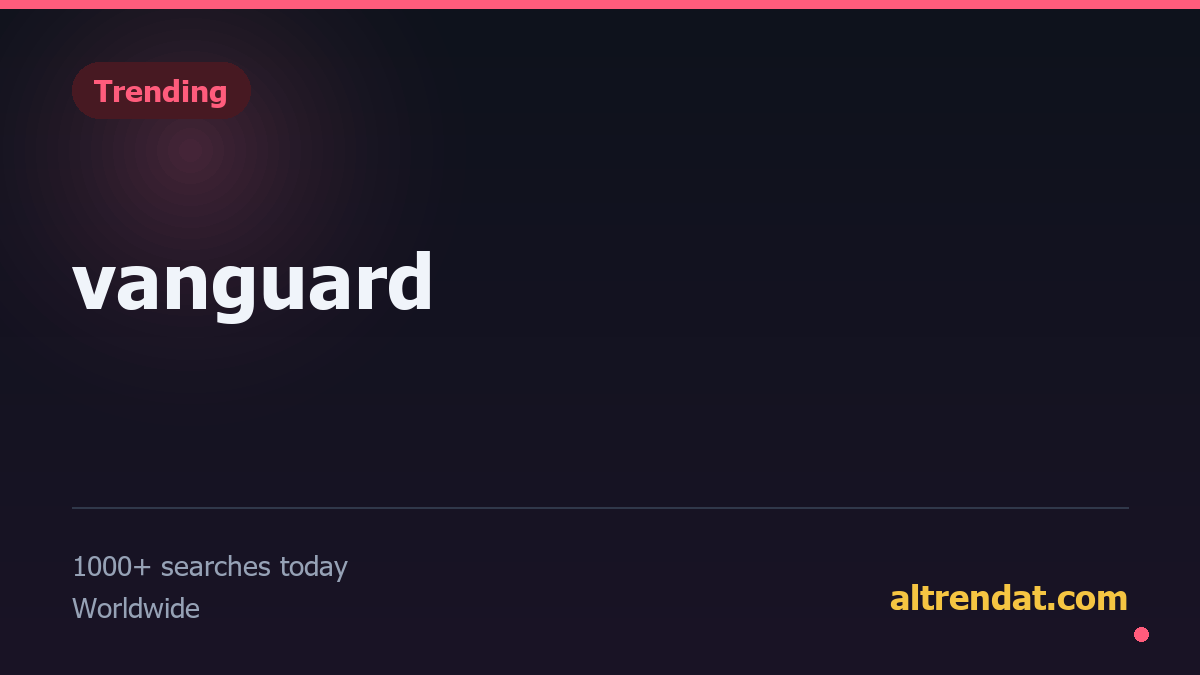 Trending
vanguard
1000+ searches today
Worldwide
altrendat.com